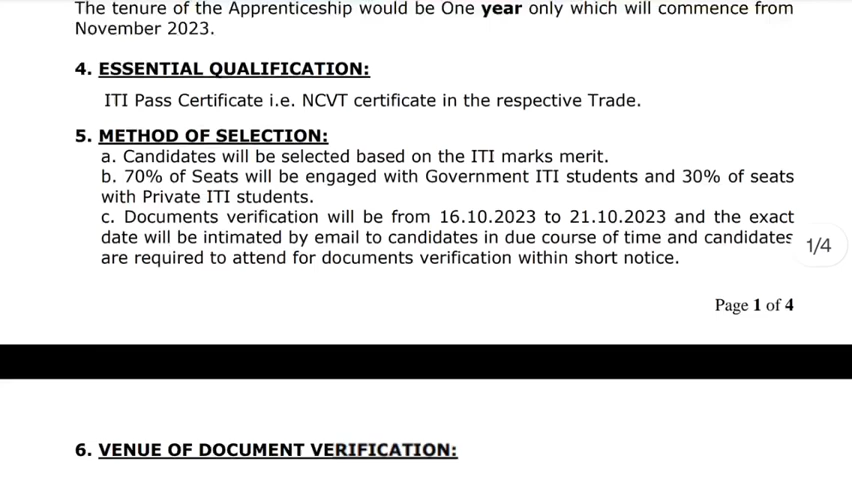 The tenure of the Apprenticeship would be One year only which will commence from
November 2023.
4. ESSENTIAL QUALIFICATION:
ITI Pass Certificate i.e. NCVT certificate in the respective Trade.
5. METHOD OF SELECTION:
a. Candidates will be selected based on the ITI marks merit.
b. 70% of Seats will be engaged with Government ITI students and 30% of seats
with Private ITI students.
c. Documents verification will be from 16.10.2023 to 21.10.2023 and the exact
date will be intimated by email to candidates in due course of time and candidates
are required to attend for documents verification within short notice.
1/4
Page 1 of 4
6. VENUE OF DOCUMENT VERIFICATION: